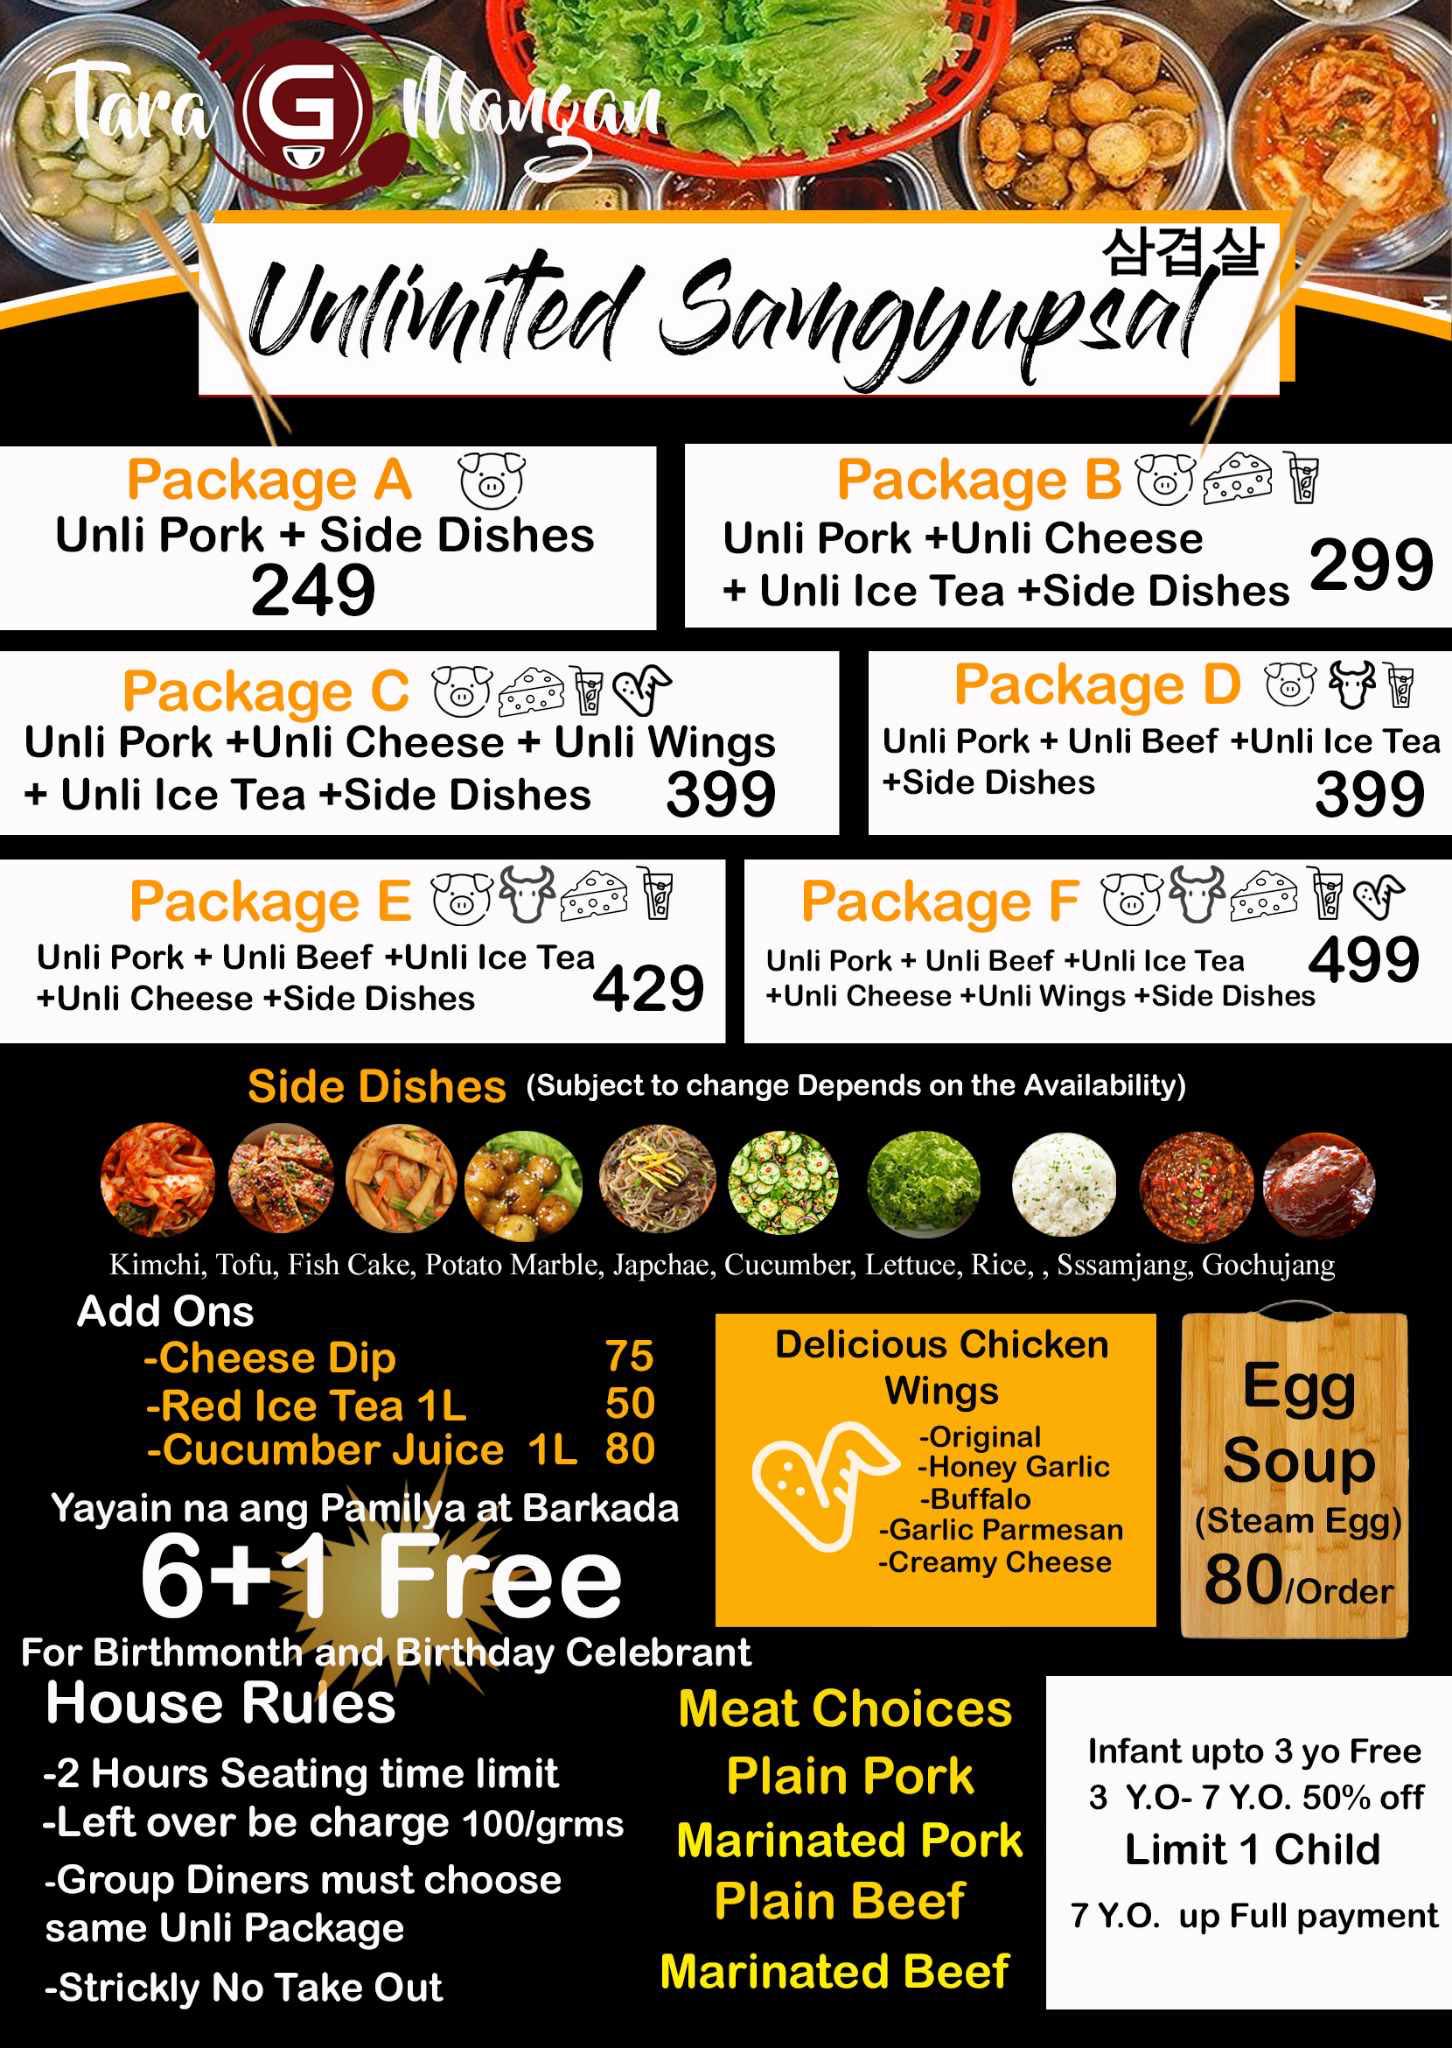 Tara G Mangan
삼겹살
Unlimited Samgyupsal
Package A
Unli Pork + Side Dishes
249
Package B
Unli Pork +Unli Cheese
+ Unli Ice Tea +Side Dishes 299
Package C
Unli Pork +Unli Cheese + Unli Wings
+ Unli Ice Tea +Side Dishes 399
Package D
Unli Pork + Unli Beef +Unli Ice Tea
+Side Dishes 399
Package E
Unli Pork + Unli Beef +Unli Ice Tea
+Unli Cheese +Side Dishes 429
Package F
Unli Pork + Unli Beef +Unli Ice Tea 499
+Unli Cheese +Unli Wings +Side Dishes
Side Dishes (Subject to change Depends on the Availability)
Kimchi, Tofu, Fish Cake, Potato Marble, Japchae, Cucumber, Lettuce, Rice, , Sssamjang, Gochujang
Add Ons
-Cheese Dip 75
-Red Ice Tea 1L 50
-Cucumber Juice 1L 80
Yayain na ang Pamilya at Barkada
6+1 Free
For Birthmonth and Birthday Celebrant
Delicious Chicken
Wings
-Original
-Honey Garlic
-Buffalo
-Garlic Parmesan
-Creamy Cheese
Egg
Soup
(Steam Egg)
80/Order
House Rules
-2 Hours Seating time limit
-Left over be charge 100/grms
-Group Diners must choose
same Unli Package
-Strickly No Take Out
Meat Choices
Plain Pork
Marinated Pork
Plain Beef
Marinated Beef
Infant upto 3 yo Free
3 Y.O- 7 Y.O. 50% off
Limit 1 Child
7 Y.O. up Full payment